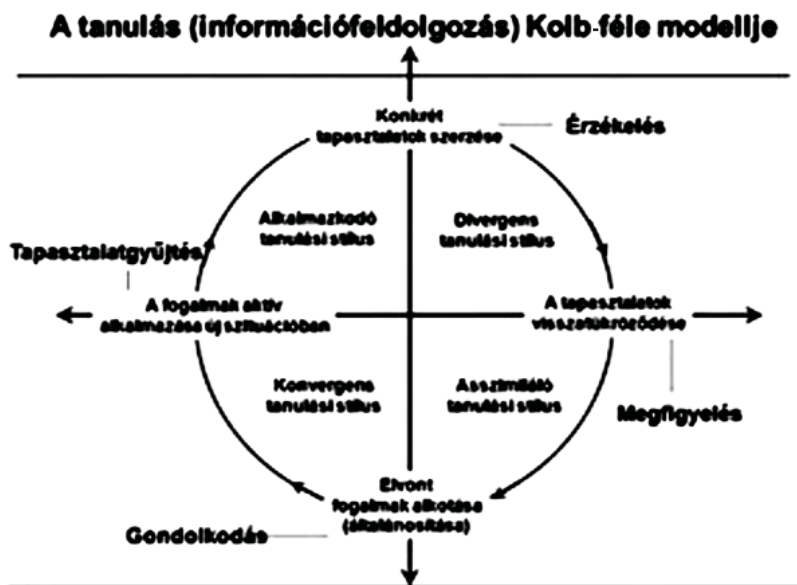 A tanulás (információfeldolgozás) Kolb-féle modellje
Konkrét
tapasztalatok szerzése
Érzékelés
Alkalmazkodó
tanulási stílus
Divergens
tanulási stílus
Tapasztalatgyűjtés
A fogalmak aktív
alkalmazása új szituációban
A tapasztalatok
visszatükröződése
Konvergens
tanulási stílus
Asszimiláló
tanulási stílus
Megfigyelés
Elvont
fogalmak alkotása
(általánosítása)
Gondolkodás